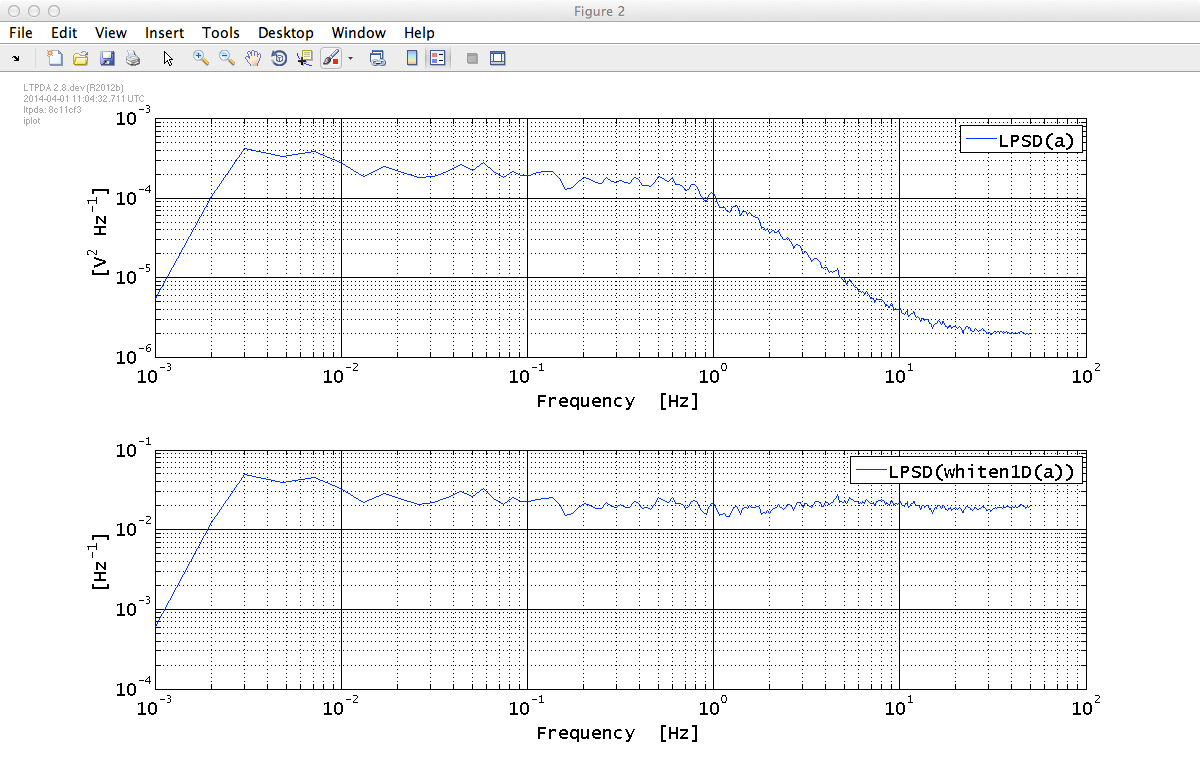 Figure 2
File Edit View Insert Tools Desktop Window Help
LTPDA 2.8.dev (R2012b)
2014-04-01 11:04:32.711 UTC
ltpda: 8c11cf3
iplot
10^-3
10^-4
10^-5
10^-6
[V^2 Hz^-1]
LPSD(a)
10^-3 10^-2 10^-1 10^0 10^1 10^2
Frequency [Hz]
10^-1
10^-2
10^-3
10^-4
[Hz^-1]
LPSD(whiten1D(a))
10^-3 10^-2 10^-1 10^0 10^1 10^2
Frequency [Hz]